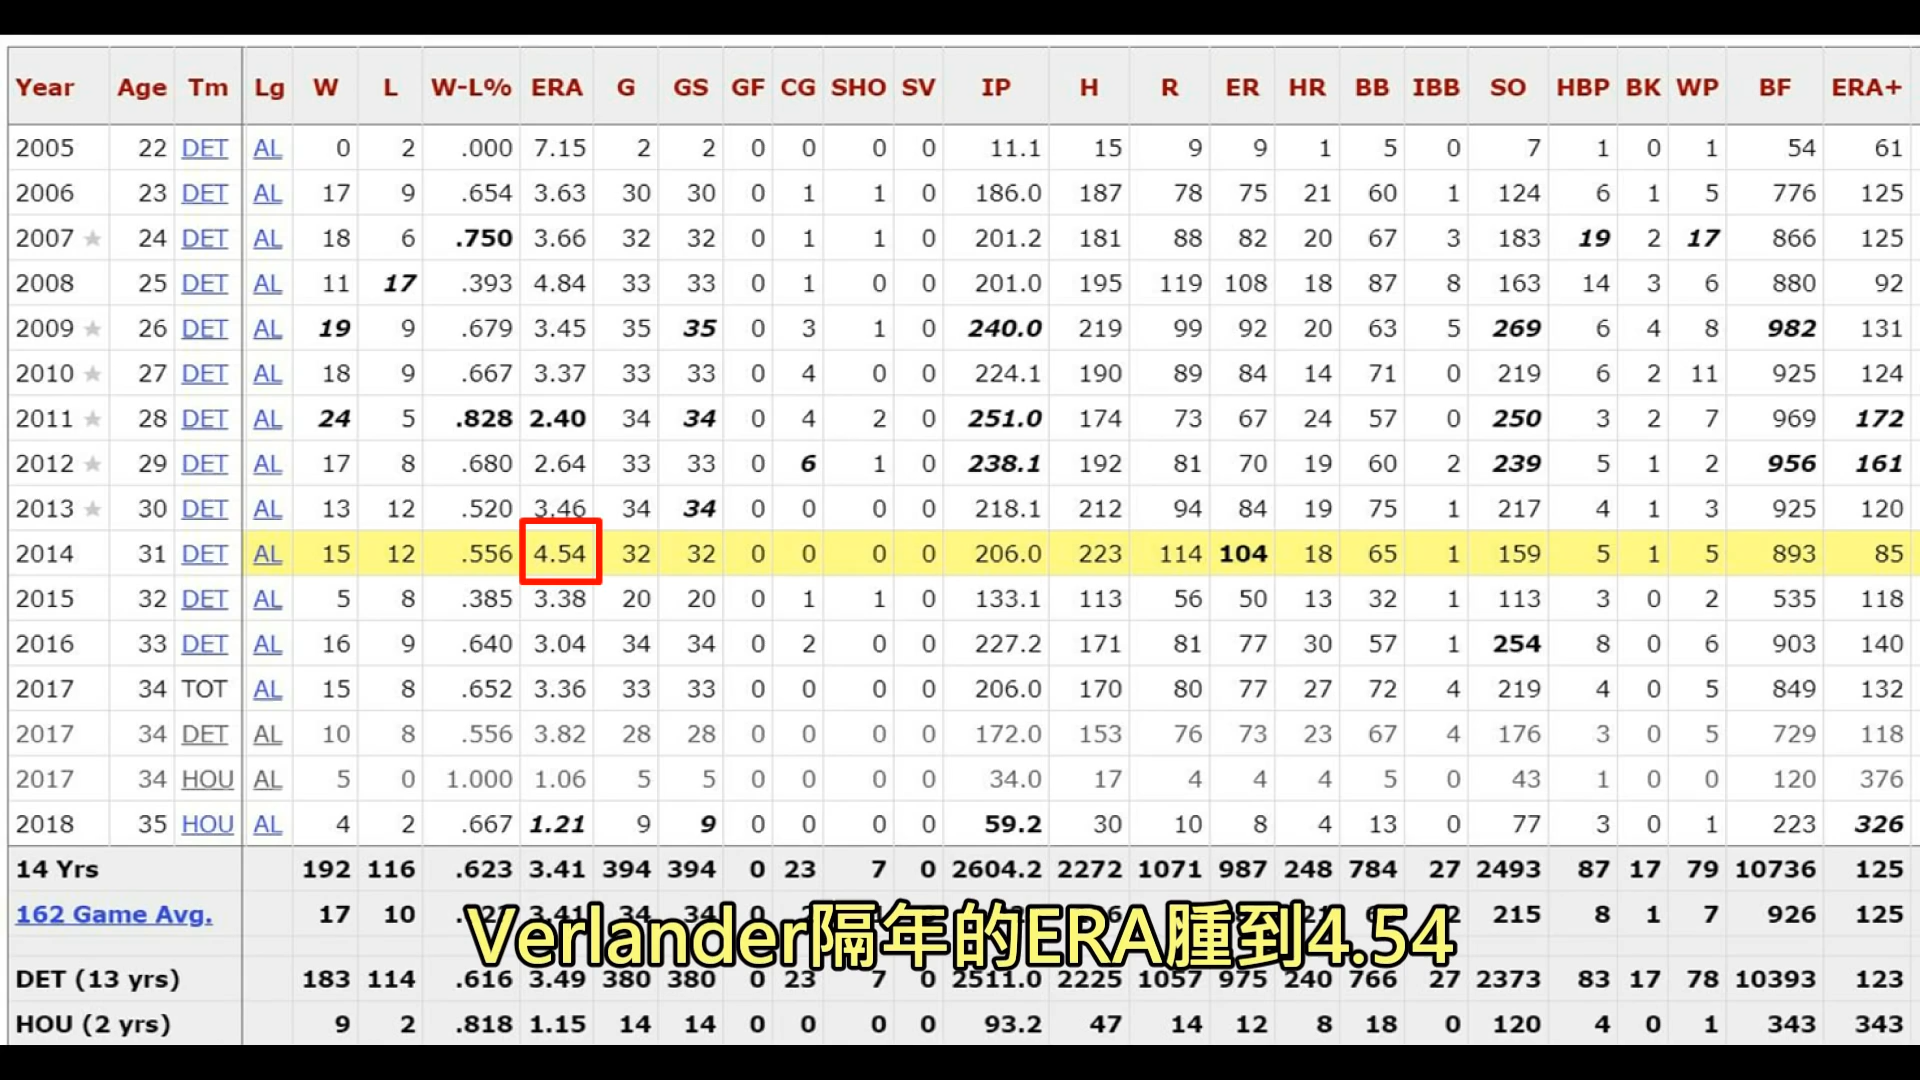 Year Age Tm Lg W L W-L% ERA G GS GF CG SHO SV IP H R ER HR BB IBB SO HBP BK WP BF ERA+
2005 22 DET AL 0 2 .000 7.15 2 2 0 0 0 0 11.1 15 9 9 1 5 0 7 1 0 1 54 61
2006 23 DET AL 17 9 .654 3.63 30 30 0 1 1 0 186.0 187 78 75 21 60 1 124 6 1 5 776 125
2007 ★ 24 DET AL 18 6 .750 3.66 32 32 0 1 1 0 201.2 181 88 82 20 67 3 183 19 2 17 866 125
2008 25 DET AL 11 17 .393 4.84 33 33 0 1 0 0 201.0 195 119 108 18 87 8 163 14 3 6 880 92
2009 ★ 26 DET AL 19 9 .679 3.45 35 35 0 3 1 0 240.0 219 99 92 20 63 5 269 6 4 8 982 131
2010 ★ 27 DET AL 18 9 .667 3.37 33 33 0 4 0 0 224.1 190 89 84 14 71 0 219 6 2 11 925 124
2011 ★ 28 DET AL 24 5 .828 2.40 34 34 0 4 2 0 251.0 174 73 67 24 57 0 250 3 2 7 969 172
2012 ★ 29 DET AL 17 8 .680 2.64 33 33 0 6 1 0 238.1 192 81 70 19 60 2 239 5 1 2 956 161
2013 ★ 30 DET AL 13 12 .520 3.46 34 34 0 0 0 0 218.1 212 94 84 19 75 1 217 4 1 3 925 120
2014 31 DET AL 15 12 .556 4.54 32 32 0 0 0 0 206.0 223 114 104 18 65 1 159 5 1 5 893 85
2015 32 DET AL 5 8 .385 3.38 20 20 0 1 1 0 133.1 113 56 50 13 32 1 113 3 0 2 535 118
2016 33 DET AL 16 9 .640 3.04 34 34 0 2 0 0 227.2 171 81 77 30 57 1 254 8 0 6 903 140
2017 34 TOT AL 15 8 .652 3.36 33 33 0 0 0 0 206.0 170 80 77 27 72 4 219 4 0 5 849 132
2017 34 DET AL 10 8 .556 3.82 28 28 0 0 0 0 172.0 153 76 73 23 67 4 176 3 0 5 729 118
2017 34 HOU AL 5 0 1.000 1.06 5 5 0 0 0 0 34.0 17 4 4 4 5 0 43 1 0 0 120 376
2018 35 HOU AL 4 2 .667 1.21 9 9 0 0 0 0 59.2 30 10 8 4 13 0 77 3 0 1 223 326
14 Yrs 192 116 .623 3.41 394 394 0 23 7 0 2604.2 2272 1071 987 248 784 27 2493 87 17 79 10736 125
162 Game Avg. 17 10 215 8 1 7 926 125
Verlander隔年的ERA腫到4.54
DET (13 yrs) 183 114 .616 3.49 380 380 0 23 7 0 2511.0 2225 1057 975 240 766 27 2373 83 17 78 10393 123
HOU (2 yrs) 9 2 .818 1.15 14 14 0 0 0 0 93.2 47 14 12 8 18 0 120 4 0 1 343 343